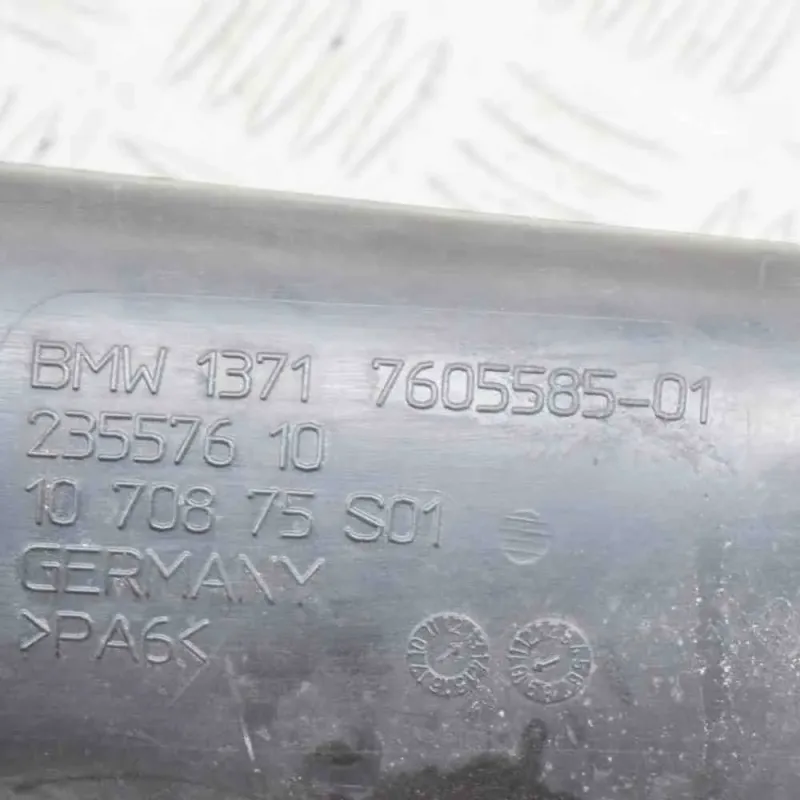 BMW 1371 7605585-01
235576 10
10 708 75 S01
GERMANY
>PA6<